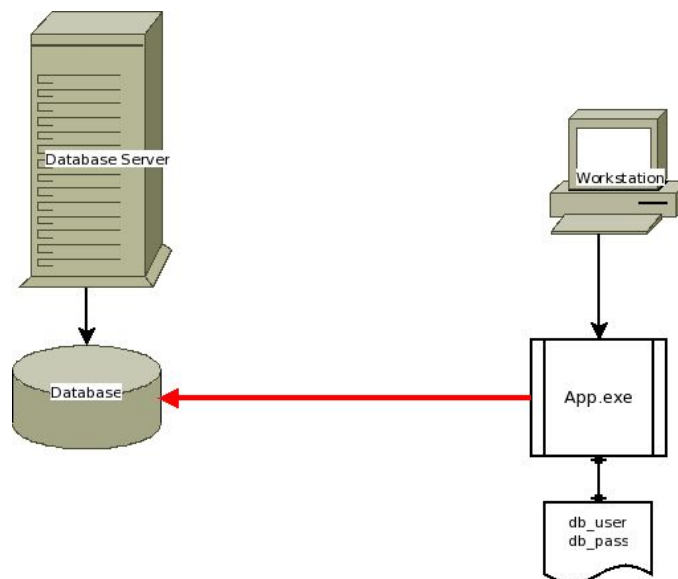 Database Server
Workstation
Database
App.exe
db_user
db_pass